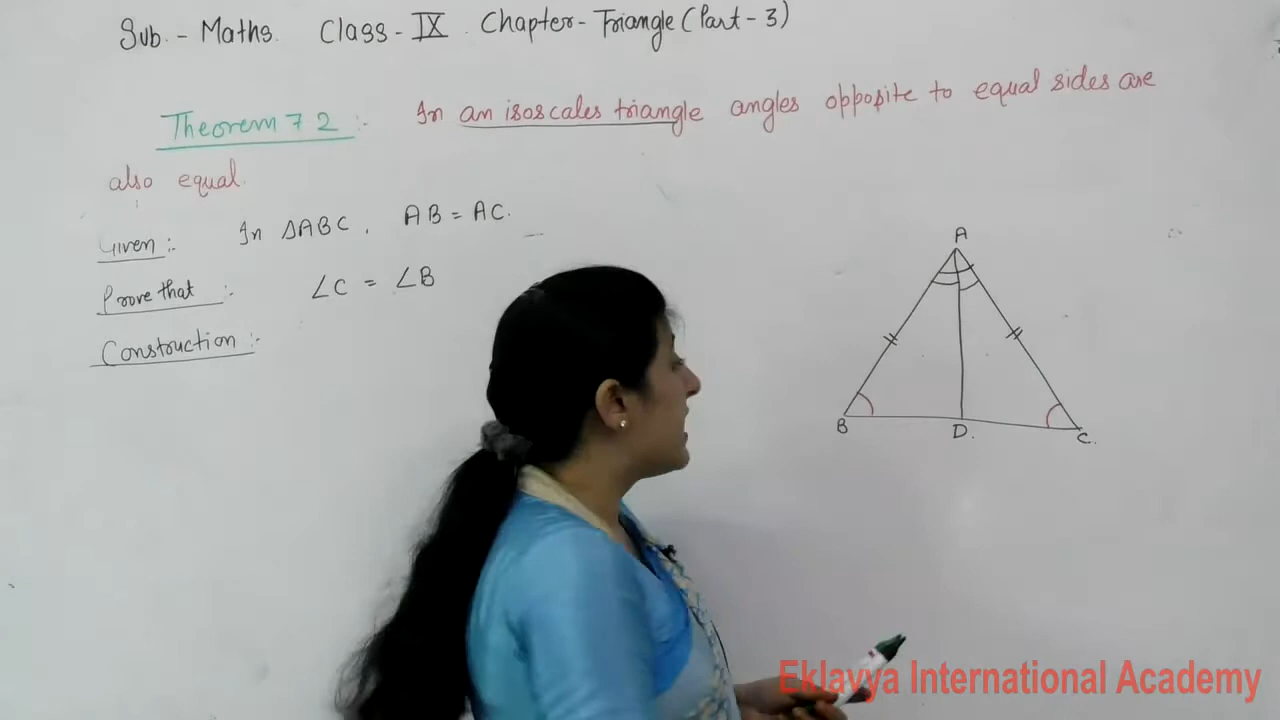 Sub. - Maths. Class - IX. Chapter - Triangle (Part - 3)
Theorem 7 2 :- In an isoscales triangle angles opposite to equal sides are
also equal.
Given :- In ΔABC, AB = AC.
Prove that :- ∠C = ∠B
Construction :-
A
B
D.
C.
Eklavya International Academy